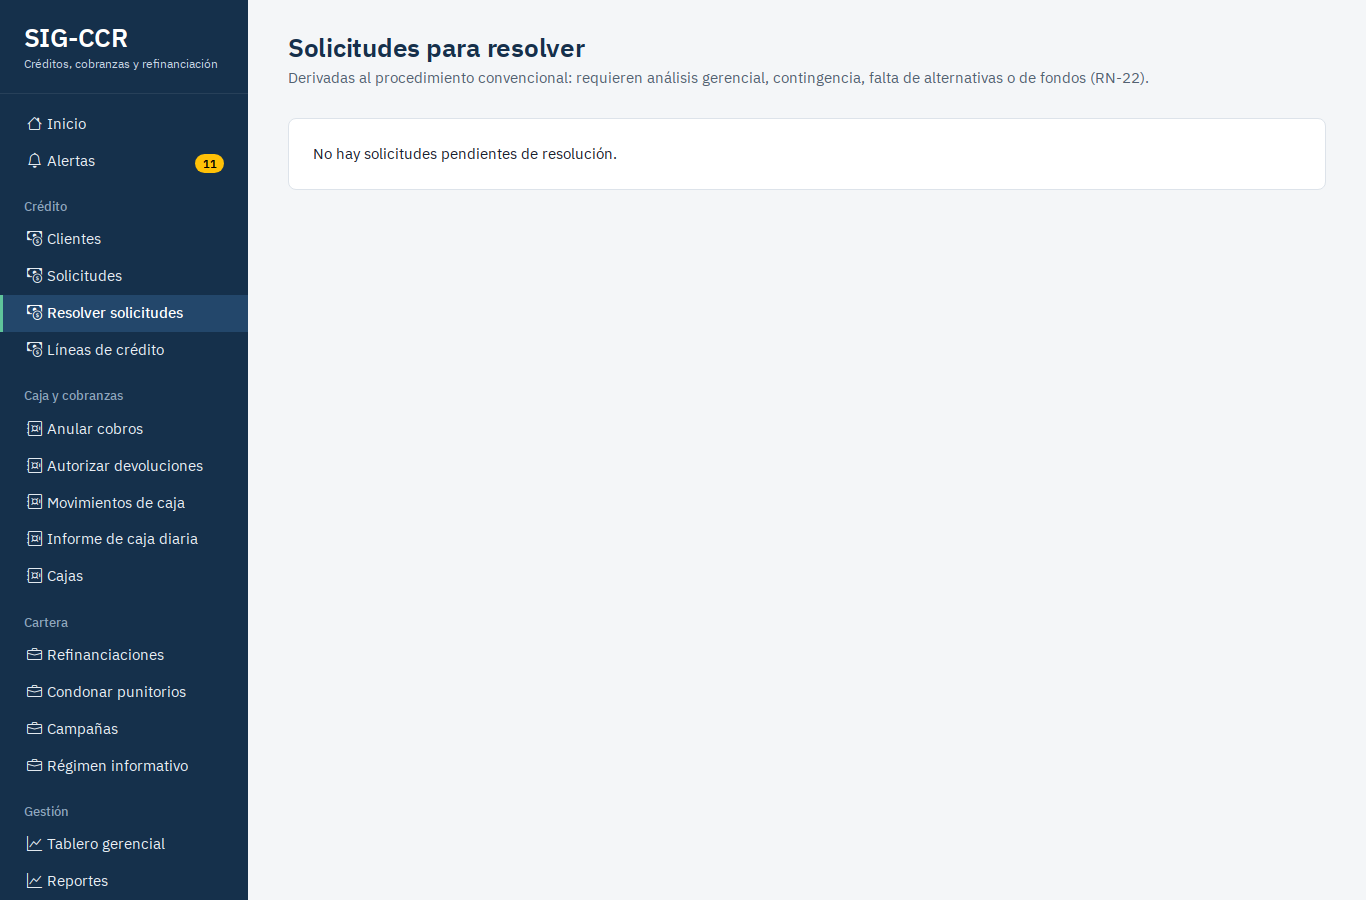 SIG-CCR
Créditos, cobranzas y refinanciación
Inicio
Alertas
11
Crédito
Clientes
Solicitudes
Resolver solicitudes
Líneas de crédito
Caja y cobranzas
Anular cobros
Autorizar devoluciones
Movimientos de caja
Informe de caja diaria
Cajas
Cartera
Refinanciaciones
Condonar punitorios
Campañas
Régimen informativo
Gestión
Tablero gerencial
Reportes
Solicitudes para resolver
Derivadas al procedimiento convencional: requieren análisis gerencial, contingencia, falta de alternativas o de fondos (RN-22).
No hay solicitudes pendientes de resolución.